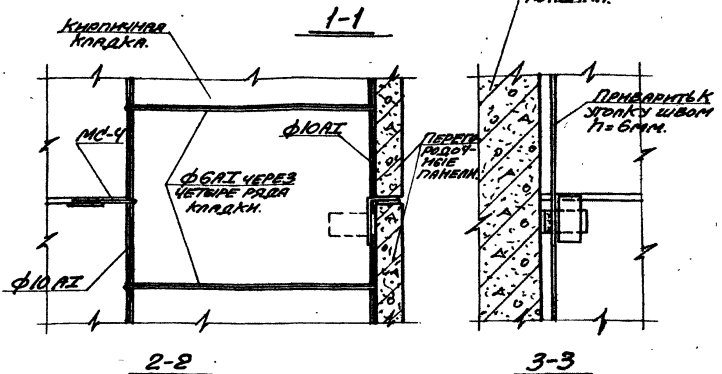 1-1
КИРПИЧНАЯ
КЛАДКА.
ф10АI
МС-4
ПЕРЕГО-
РОДОЧ-
НЫЕ
ПАНЕЛИ.
ф6АI ЧЕРЕЗ
ЧЕТЫРЕ РЯДА
КЛАДКИ.
ф10АI
ПРИВАРИТЬ К
УГОЛКУ ШВОМ
h=6мм.
2-2
3-3